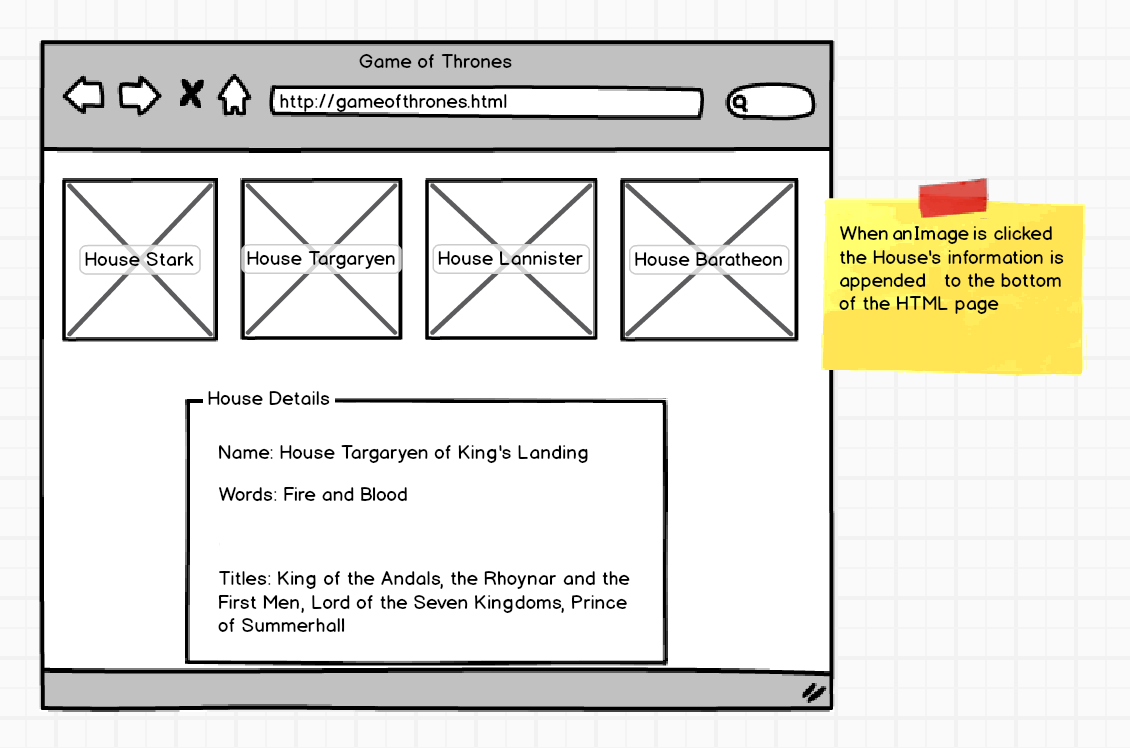 Game of Thrones
http://gameofthrones.html
House Stark
House Targaryen
House Lannister
House Baratheon
When an Image is clicked
the House's information is
appended to the bottom
of the HTML page
House Details
Name: House Targaryen of King's Landing
Words: Fire and Blood
Titles: King of the Andals, the Rhoynar and the
First Men, Lord of the Seven Kingdoms, Prince
of Summerhall